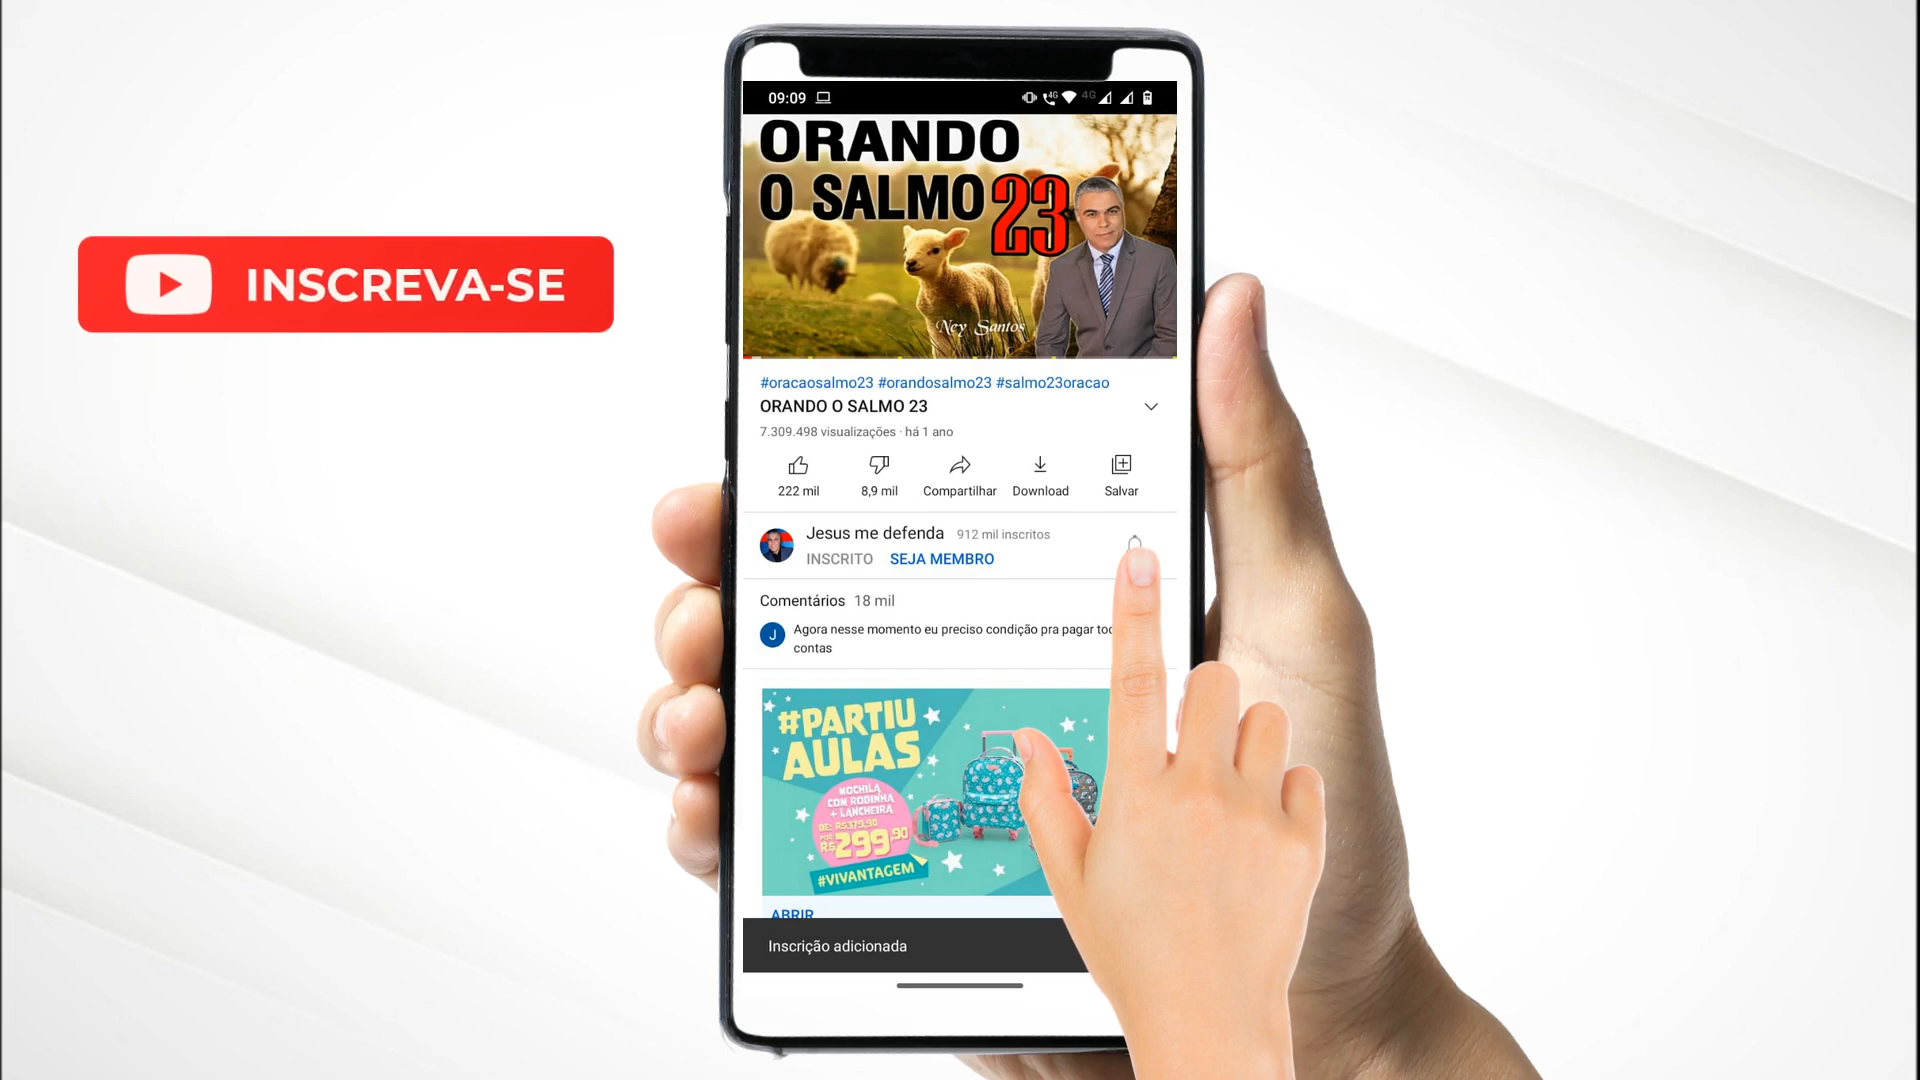 INSCREVA-SE
09:09
4G
4G
ORANDO
O SALMO 23
Ney Santos
#oracaosalmo23 #orandosalmo23 #salmo23oracao
ORANDO O SALMO 23
7.309.498 visualizações · há 1 ano
222 mil
8,9 mil
Compartilhar
Download
Salvar
Jesus me defenda 912 mil inscritos
INSCRITO SEJA MEMBRO
Comentários 18 mil
J
Agora nesse momento eu preciso condição pra pagar
contas
#PARTIU
AULAS
MOCHILA
COM RODINHA
+ LANCHEIRA
DE: R$379,90
POR
R$299,90
#VIVANTAGEM
ABRIR
Inscrição adicionada